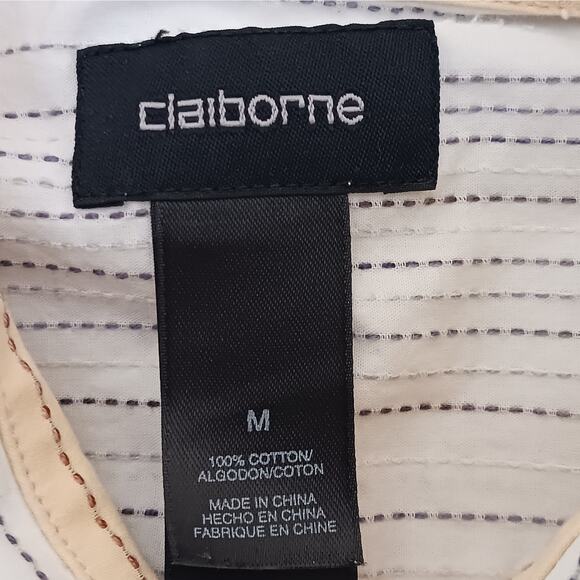 claiborne
M
100% COTTON/
ALGODON/COTON
MADE IN CHINA
HECHO EN CHINA
FABRIQUE EN CHINE